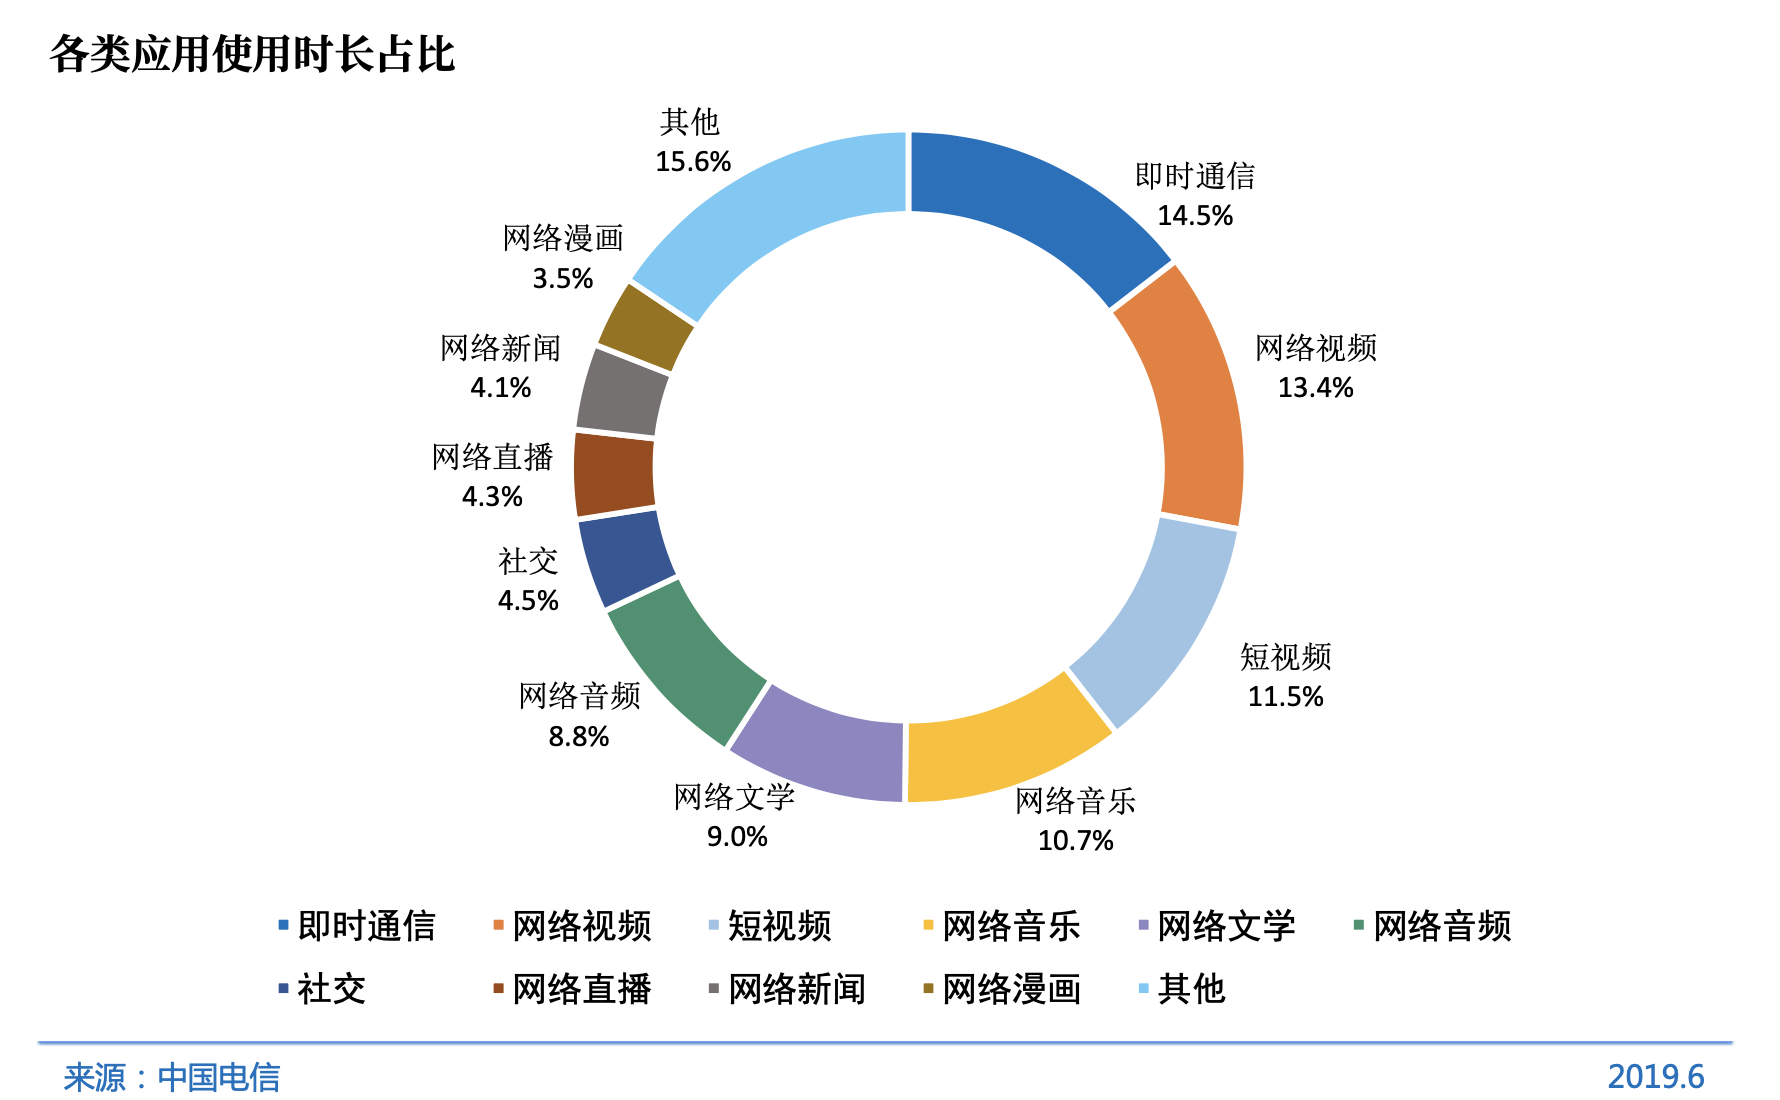 各类应用使用时长占比
其他
15.6%
即时通信
14.5%
网络漫画
3.5%
网络视频
13.4%
网络新闻
4.1%
网络直播
4.3%
社交
4.5%
短视频
11.5%
网络音频
8.8%
网络文学
9.0%
网络音乐
10.7%
即时通信 网络视频 短视频 网络音乐 网络文学 网络音频
社交 网络直播 网络新闻 网络漫画 其他
来源：中国电信 2019.6